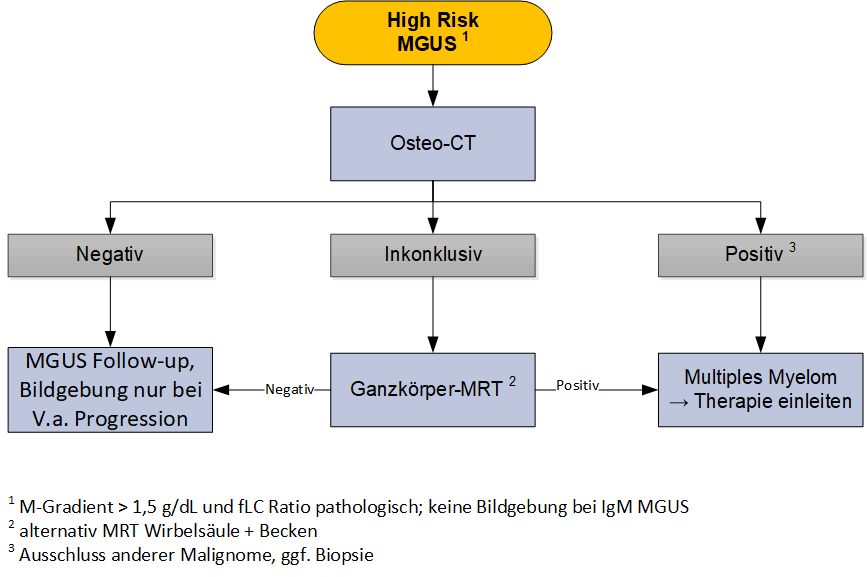 High Risk
MGUS 1
Osteo-CT
Negativ
Inkonklusiv
Positiv 3
MGUS Follow-up,
Bildgebung nur bei
V.a. Progression
Negativ
Ganzkörper-MRT 2
Positiv
Multiples Myelom
→ Therapie einleiten
1 M-Gradient > 1,5 g/dL und fLC Ratio pathologisch; keine Bildgebung bei IgM MGUS
2 alternativ MRT Wirbelsäule + Becken
3 Ausschluss anderer Malignome, ggf. Biopsie